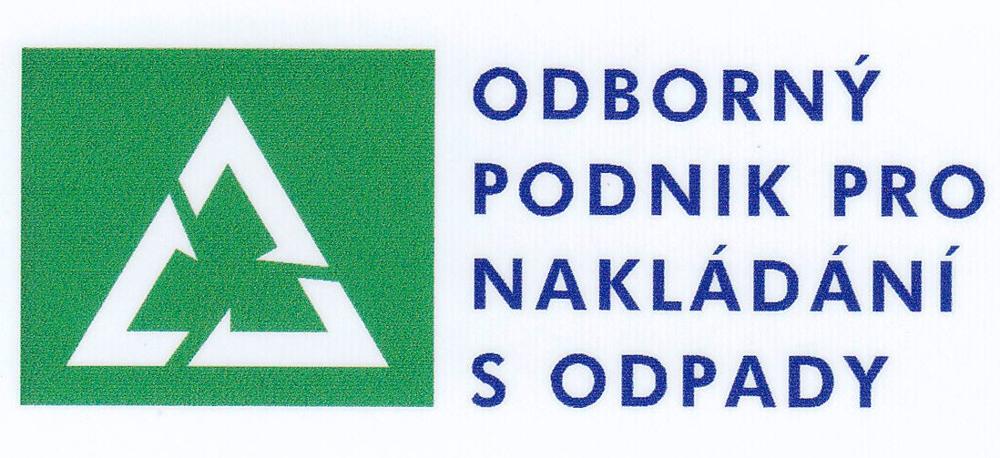 ODBORNÝ
PODNIK PRO
NAKLÁDÁNÍ
S ODPADY